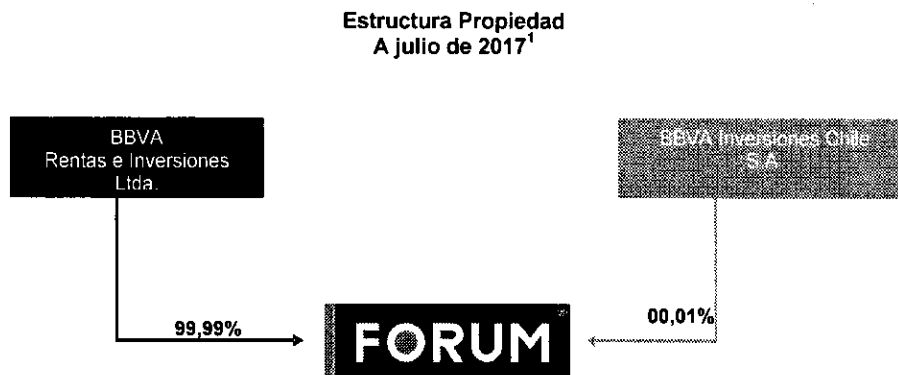 Estructura Propiedad
A julio de 2017¹
BBVA
Rentas e Inversiones
Ltda.
BBVA Inversiones Chile
S.A.
99,99%
00,01%
FORUM